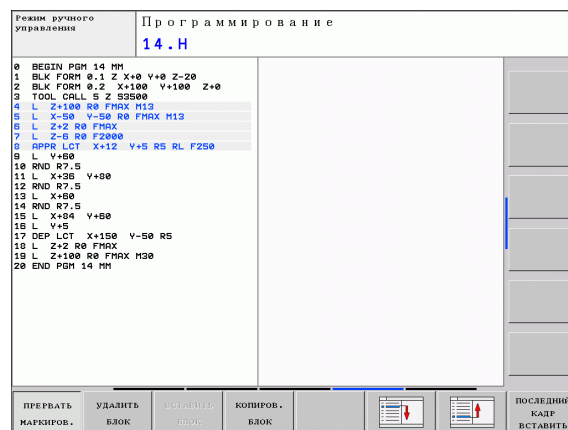 Режим ручного
управления
Программирование
14.H
0 BEGIN PGM 14 MM
1 BLK FORM 0.1 Z X+0 Y+0 Z-20
2 BLK FORM 0.2 X+100 Y+100 Z+0
3 TOOL CALL 5 Z S3500
4 L Z+100 R0 FMAX M13
5 L X-50 Y-50 R0 FMAX M13
6 L Z+2 R0 FMAX
7 L Z-6 R0 F2000
8 APPR LCT X+12 Y+5 R5 RL F250
9 L Y+60
10 RND R7.5
11 L X+36 Y+80
12 RND R7.5
13 L X+60
14 RND R7.5
15 L X+84 Y+60
16 L Y+5
17 DEP LCT X+150 Y-50 R5
18 L Z+2 R0 FMAX
19 L Z+100 R0 FMAX M30
20 END PGM 14 MM
ПРЕРВАТЬ
МАРКИРОВ.
УДАЛИТЬ
БЛОК
ВСТАВИТЬ
БЛОК
КОПИРОВ.
БЛОК
ПОСЛЕДНИЙ
КАДР
ВСТАВИТЬ